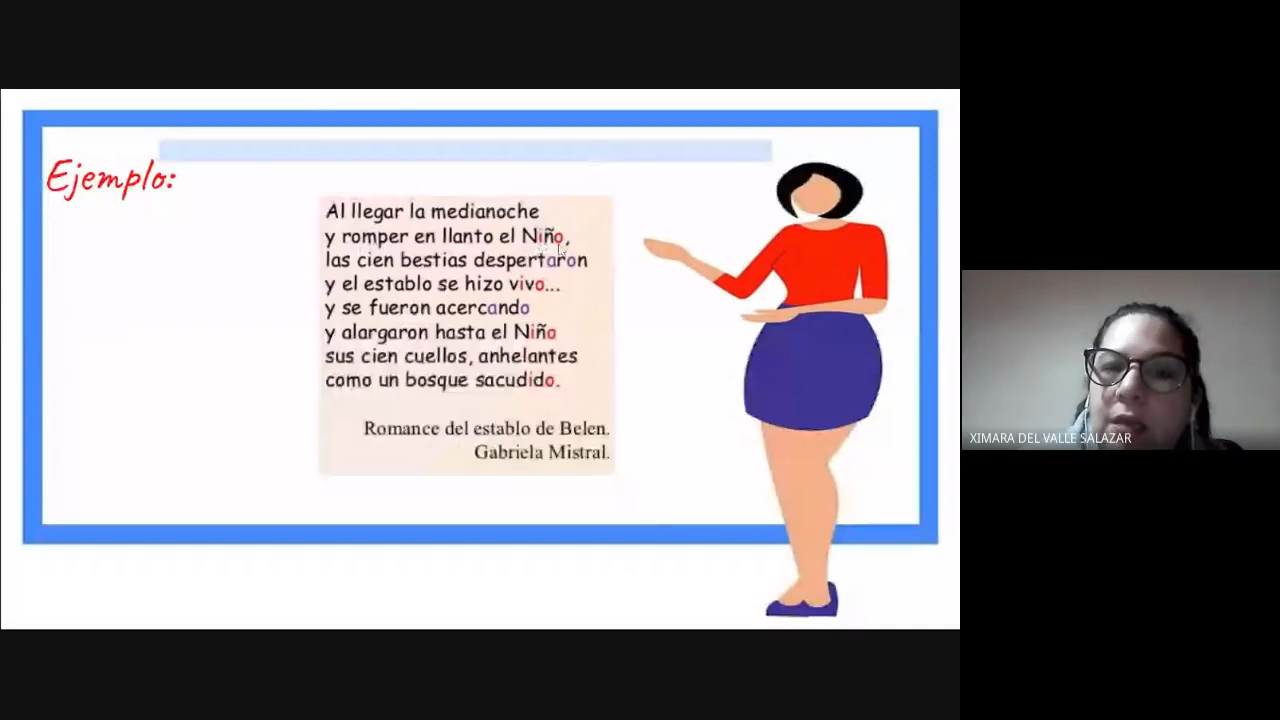 Ejemplo:
Al llegar la medianoche
y romper en llanto el Niño,
las cien bestias despertaron
y el establo se hizo vivo...
y se fueron acercando
y alargaron hasta el Niño
sus cien cuellos, anhelantes
como un bosque sacudido.
Romance del establo de Belen.
Gabriela Mistral.
XIMARA DEL VALLE SALAZAR